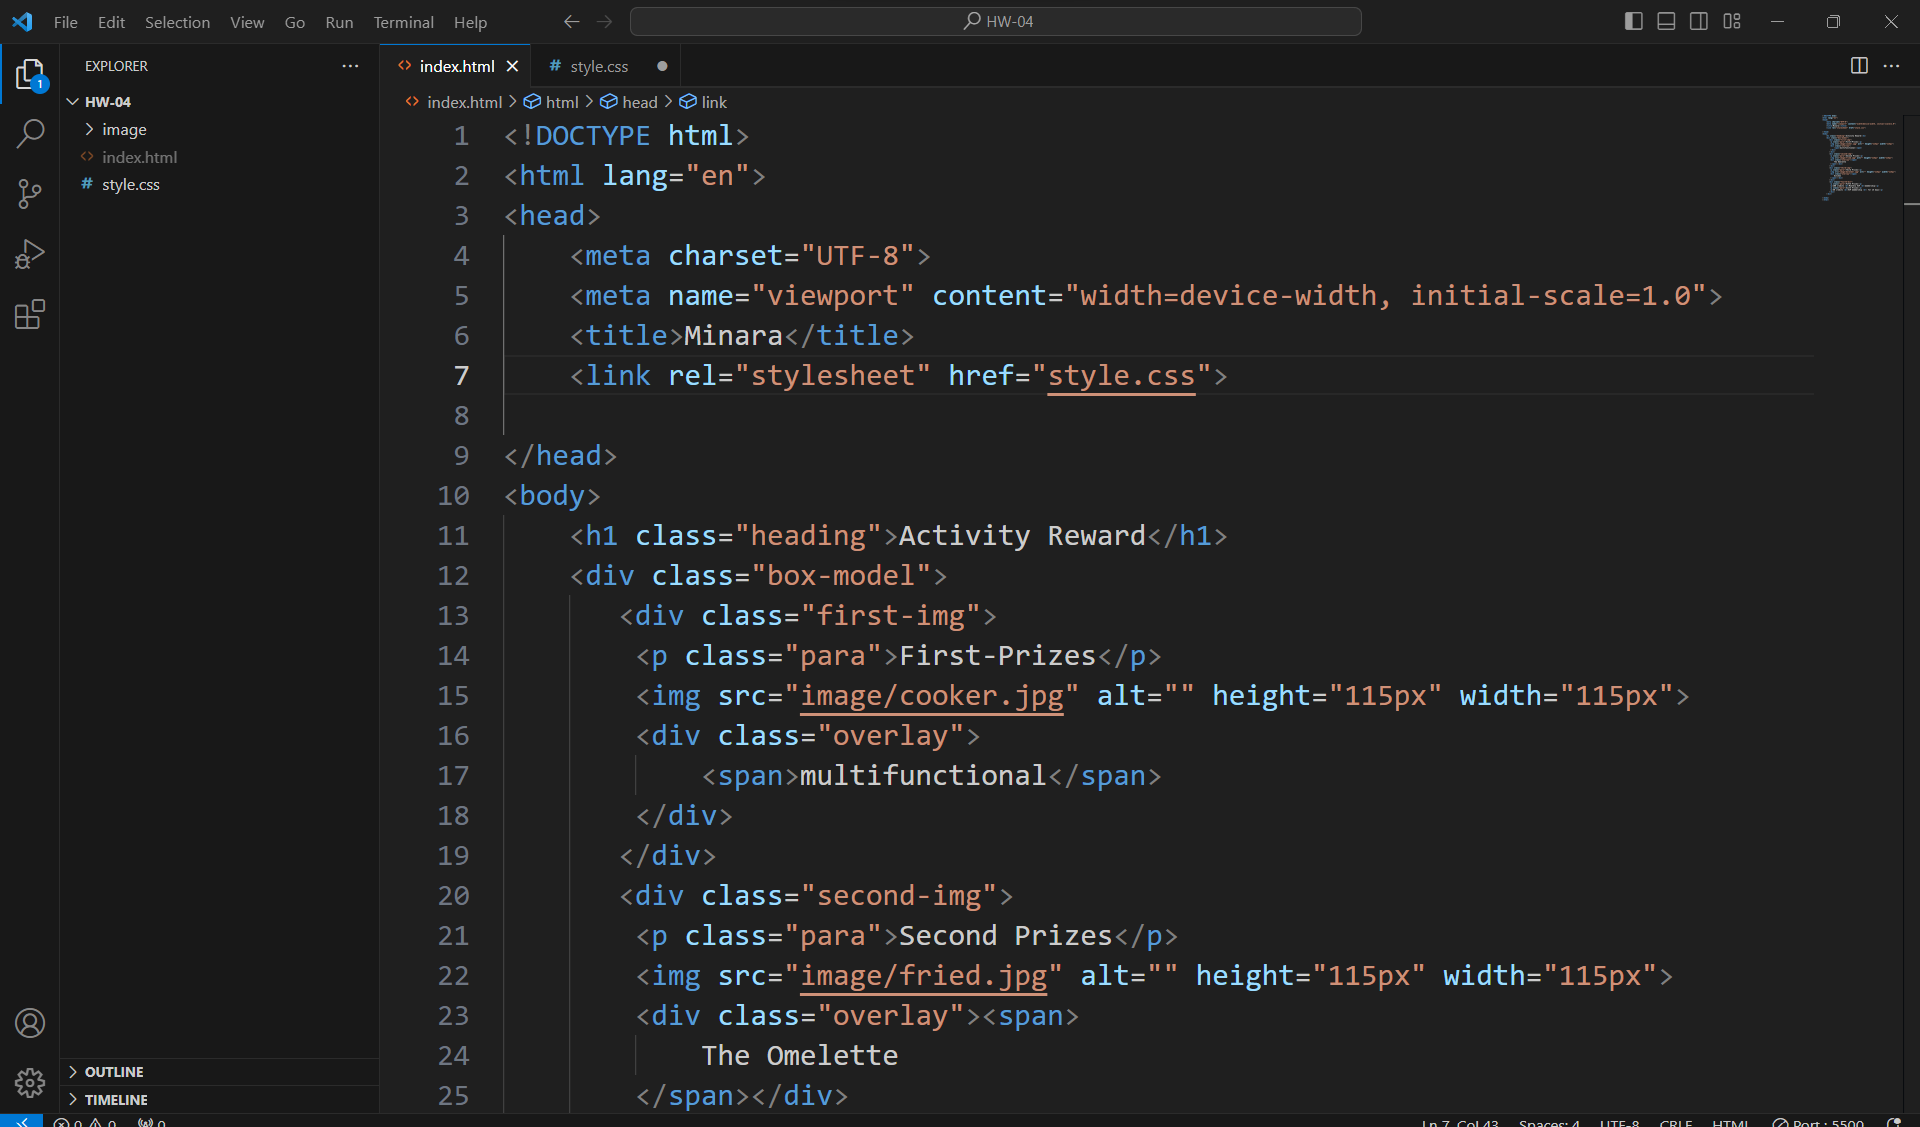 File Edit Selection View Go Run Terminal Help
HW-04
EXPLORER
1
HW-04
image
index.html
style.css
OUTLINE
TIMELINE
index.html
style.css
index.html > html > head > link
1 <!DOCTYPE html>
2 <html lang="en">
3 <head>
4 <meta charset="UTF-8">
5 <meta name="viewport" content="width=device-width, initial-scale=1.0">
6 <title>Minara</title>
7 <link rel="stylesheet" href="style.css">
8
9 </head>
10 <body>
11 <h1 class="heading">Activity Reward</h1>
12 <div class="box-model">
13 <div class="first-img">
14 <p class="para">First-Prizes</p>
15 <img src="image/cooker.jpg" alt="" height="115px" width="115px">
16 <div class="overlay">
17 <span>multifunctional</span>
18 </div>
19 </div>
20 <div class="second-img">
21 <p class="para">Second Prizes</p>
22 <img src="image/fried.jpg" alt="" height="115px" width="115px">
23 <div class="overlay"><span>
24 The Omelette
25 </span></div>
0 0 0
Ln 7, Col 43 Spaces: 4 UTF-8 CRLF HTML Port : 5500